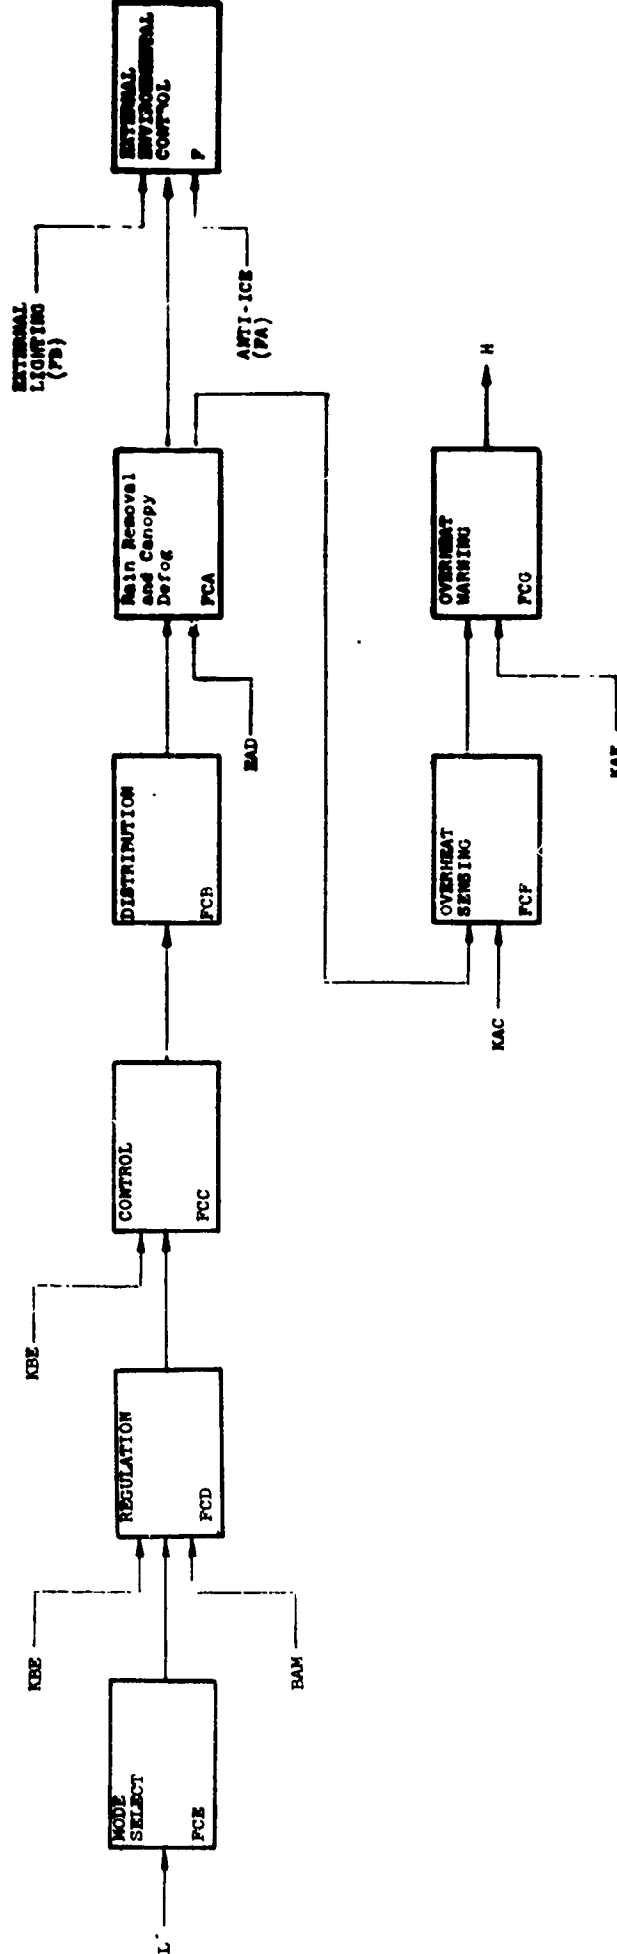 L
MODE
SELECT
FCE
KBE
BAM
REGULATION
FCD
KBE
CONTROL
FCC
DISTRIBUTION
FCB
EAD
Rain Removal
and Canopy
Defog
FCA
EXTERNAL
LIGHTING
(FB)
ANTI-ICE
(FA)
EXTERNAL
ENVIRONMENTAL
CONTROL
F
KAC
OVERHEAT
SENSING
FCF
OVERHEAT
WARNING
FCG